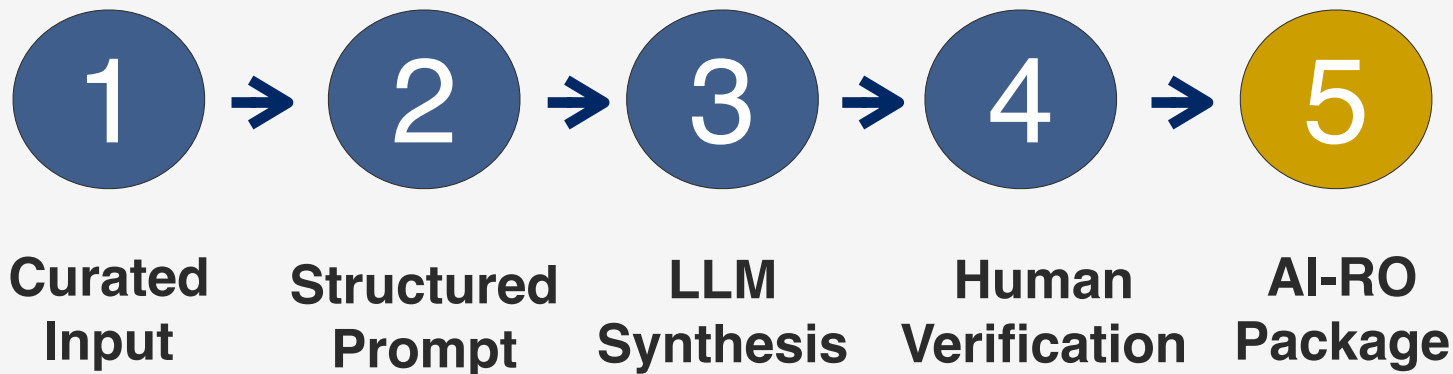 1
2
3
4
5
Curated
Input
Structured
Prompt
LLM
Synthesis
Human
Verification
AI-RO
Package